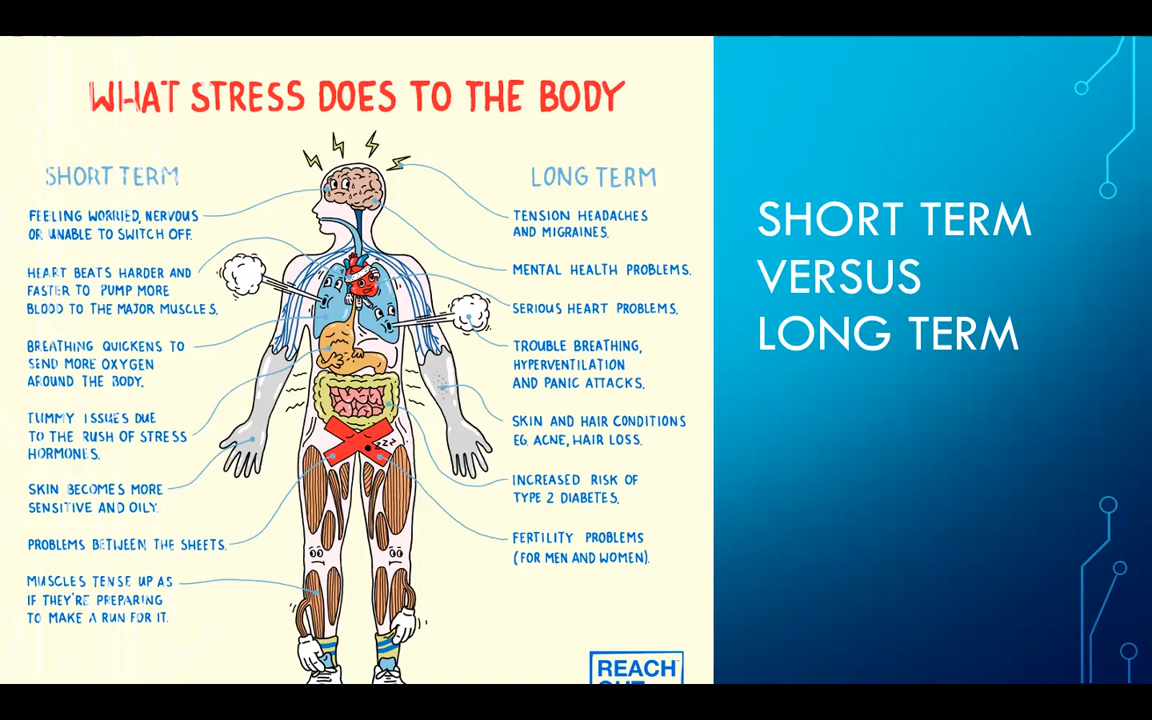 WHAT STRESS DOES TO THE BODY
SHORT TERM
FEELING WORRIED, NERVOUS
OR UNABLE TO SWITCH OFF.
HEART BEATS HARDER AND
FASTER TO PUMP MORE
BLOOD TO THE MAJOR MUSCLES.
BREATHING QUICKENS TO
SEND MORE OXYGEN
AROUND THE BODY.
TUMMY ISSUES DUE
TO THE RUSH OF STRESS
HORMONES.
SKIN BECOMES MORE
SENSITIVE AND OILY.
PROBLEMS BETWEEN THE SHEETS.
MUSCLES TENSE UP AS
IF THEY'RE PREPARING
TO MAKE A RUN FOR IT.
LONG TERM
TENSION HEADACHES
AND MIGRAINES.
MENTAL HEALTH PROBLEMS.
SERIOUS HEART PROBLEMS.
TROUBLE BREATHING,
HYPERVENTILATION
AND PANIC ATTACKS.
SKIN AND HAIR CONDITIONS
EG. ACNE, HAIR LOSS.
INCREASED RISK OF
TYPE 2 DIABETES.
FERTILITY PROBLEMS
(FOR MEN AND WOMEN).
ZZZ
REACH
OUT
SHORT TERM
VERSUS
LONG TERM